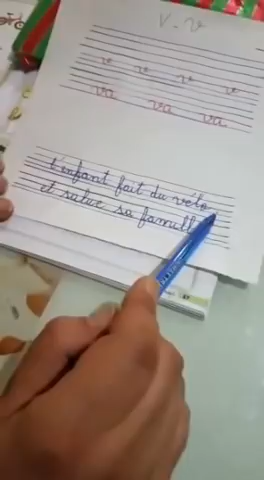 V - v
v v v v
va va va
l'enfant fait du vélo
et salue sa famille